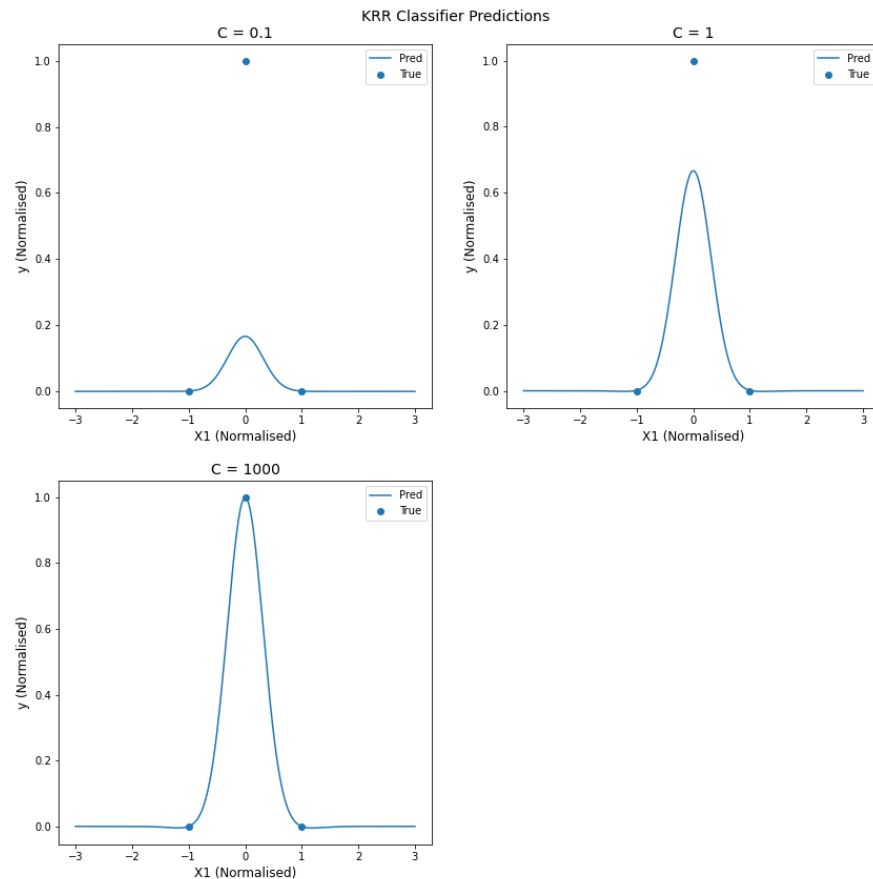 KRR Classifier Predictions
C = 0.1
Pred
True
1.0
0.8
0.6
0.4
0.2
0.0
y (Normalised)
−3 −2 −1 0 1 2 3
X1 (Normalised)
C = 1
Pred
True
1.0
0.8
0.6
0.4
0.2
0.0
y (Normalised)
−3 −2 −1 0 1 2 3
X1 (Normalised)
C = 1000
Pred
True
1.0
0.8
0.6
0.4
0.2
0.0
y (Normalised)
−3 −2 −1 0 1 2 3
X1 (Normalised)